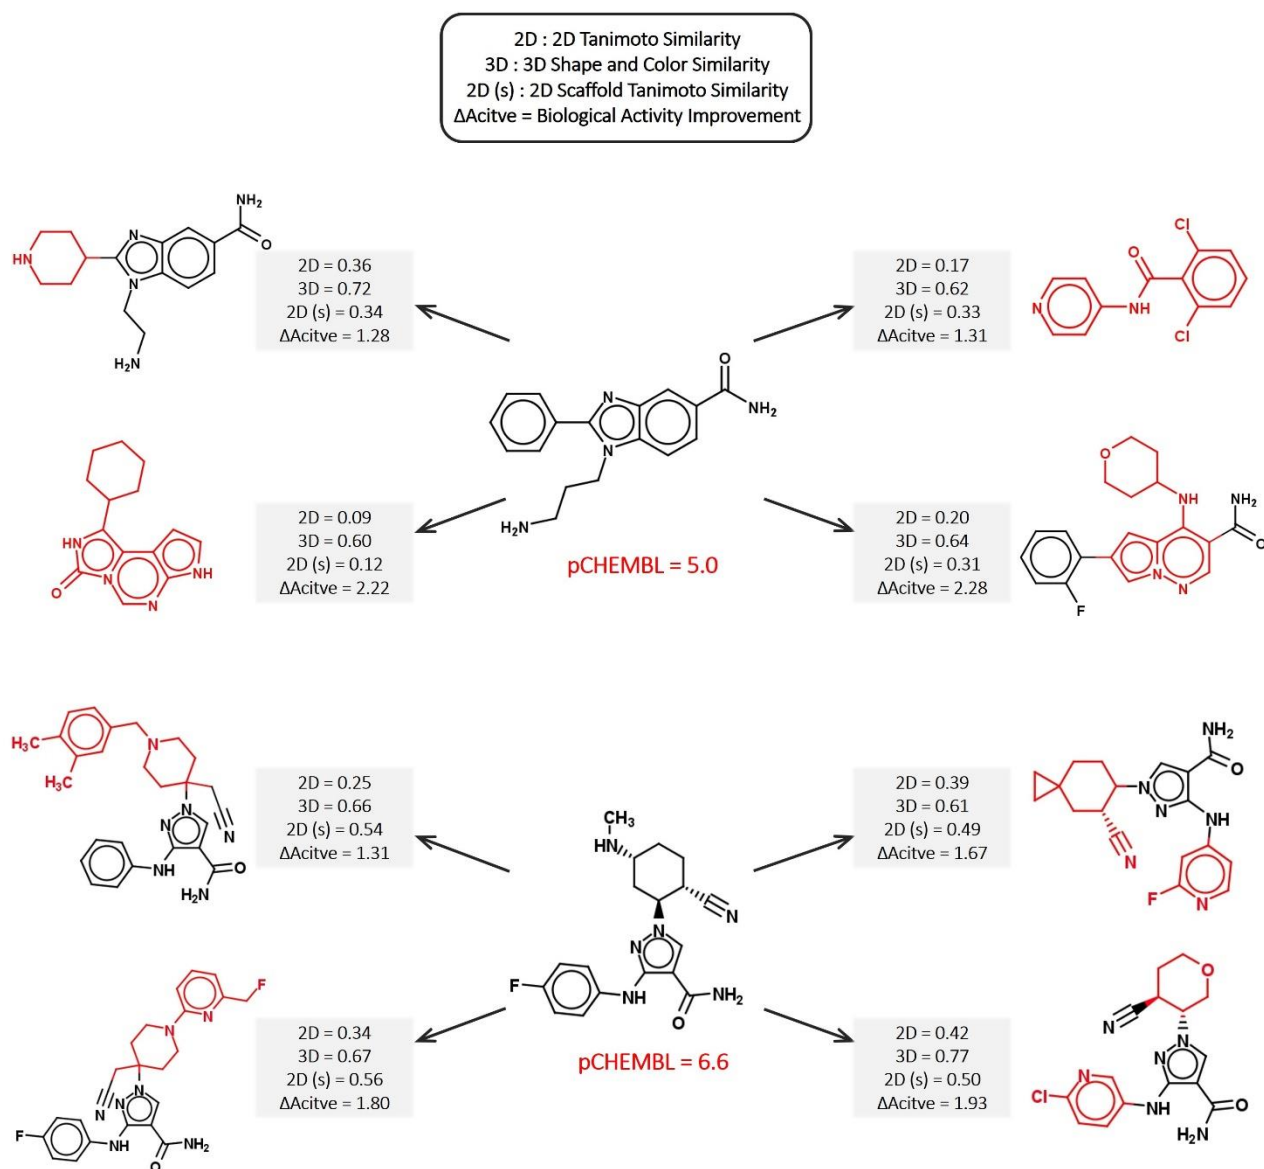 2D : 2D Tanimoto Similarity
3D : 3D Shape and Color Similarity
2D (s) : 2D Scaffold Tanimoto Similarity
ΔAcitve = Biological Activity Improvement
NH₂
O
HN
N
N
H₂N
2D = 0.36
3D = 0.72
2D (s) = 0.34
ΔAcitve = 1.28
2D = 0.17
3D = 0.62
2D (s) = 0.33
ΔAcitve = 1.31
Cl
O
N
NH
Cl
O
N
NH₂
N
H₂N
pCHEMBL = 5.0
HN
O
N
N
NH
2D = 0.09
3D = 0.60
2D (s) = 0.12
ΔAcitve = 2.22
2D = 0.20
3D = 0.64
2D (s) = 0.31
ΔAcitve = 2.28
O
NH
NH₂
O
N
N
F
H₃C
H₃C
N
N
N
N
NH
O
H₂N
2D = 0.25
3D = 0.66
2D (s) = 0.54
ΔAcitve = 1.31
2D = 0.39
3D = 0.61
2D (s) = 0.49
ΔAcitve = 1.67
NH₂
O
N
N
NH
N
F
N
CH₃
HN
N
N
N
F
NH
NH₂
O
pCHEMBL = 6.6
F
N
N
N
N
N
F
NH
NH₂
O
2D = 0.34
3D = 0.67
2D (s) = 0.56
ΔAcitve = 1.80
2D = 0.42
3D = 0.77
2D (s) = 0.50
ΔAcitve = 1.93
O
N
N
N
N
Cl
NH
O
H₂N